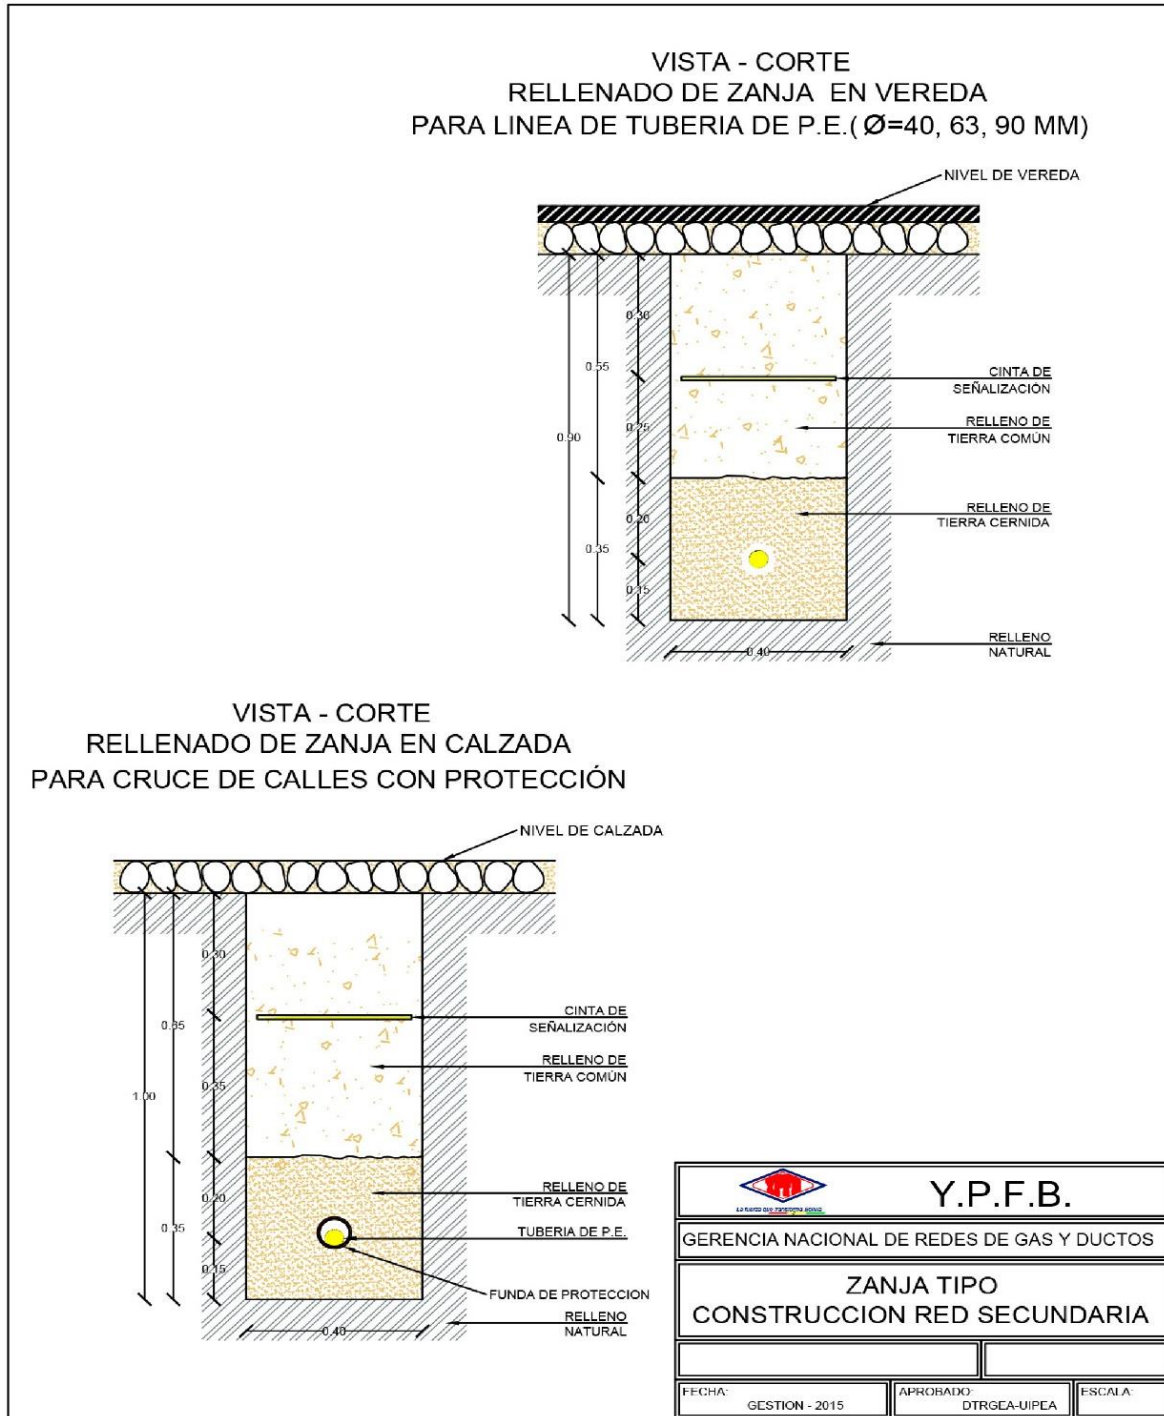 VISTA - CORTE
RELLENADO DE ZANJA EN VEREDA
PARA LINEA DE TUBERIA DE P.E.( Ø=40, 63, 90 MM)
NIVEL DE VEREDA
0.30
0.55
CINTA DE
SEÑALIZACIÓN
0.90
0.25
RELLENO DE
TIERRA COMÚN
0.20
RELLENO DE
TIERRA CERNIDA
0.35
0.15
0.40
RELLENO
NATURAL
VISTA - CORTE
RELLENADO DE ZANJA EN CALZADA
PARA CRUCE DE CALLES CON PROTECCIÓN
NIVEL DE CALZADA
0.30
CINTA DE
SEÑALIZACIÓN
RELLENO DE
TIERRA COMÚN
0.35
1.00
RELLENO DE
TIERRA CERNIDA
0.20
TUBERIA DE P.E.
0.35
0.15
FUNDA DE PROTECCION
RELLENO
NATURAL
0.40
La fuerza que transforma Bolivia
Y.P.F.B.
GERENCIA NACIONAL DE REDES DE GAS Y DUCTOS
ZANJA TIPO
CONSTRUCCION RED SECUNDARIA
FECHA:
GESTION - 2015
APROBADO:
DTRGEA-UIPEA
ESCALA: